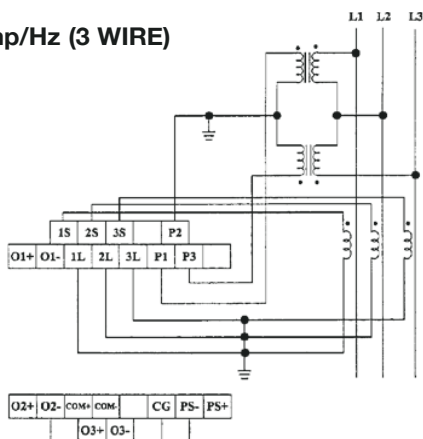 np/Hz (3 WIRE)
L1 L2 L3
1S 2S 3S P2
O1+ O1- 1L 2L 3L P1 P3
O2+ O2- COM+ COM- CG PS- PS+
O3+ O3-